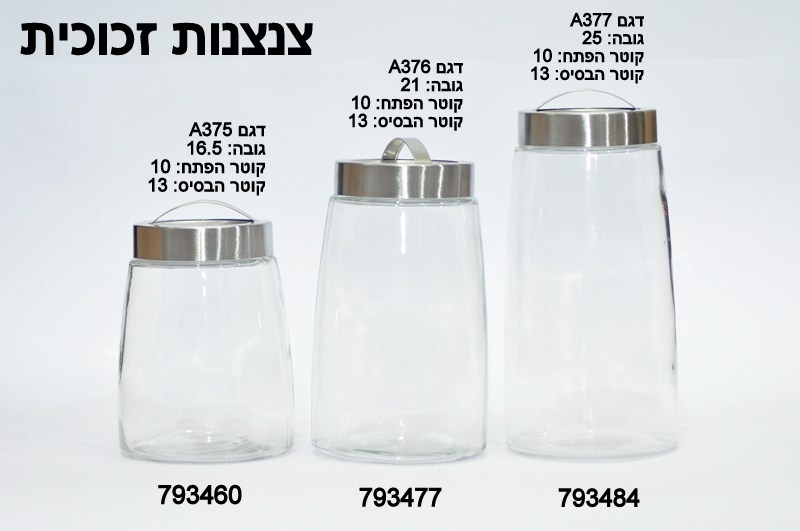 צנצנות זכוכית
דגם A375
גובה: 16.5
קוטר הפתח: 10
קוטר הבסיס: 13
דגם A376
גובה: 21
קוטר הפתח: 10
קוטר הבסיס: 13
דגם A377
גובה: 25
קוטר הפתח: 10
קוטר הבסיס: 13
793460
793477
793484